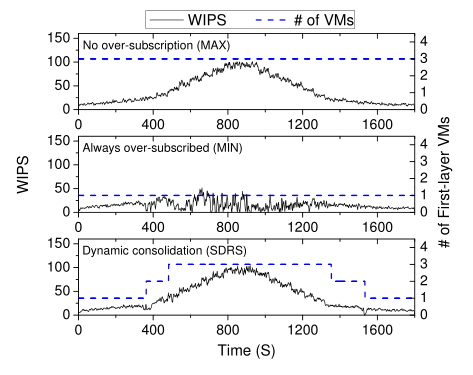 WIPS # of VMs
No over-subscription (MAX)
150
100
50
0
4
3
2
1
0
0 400 800 1200 1600
Always over-subscribed (MIN)
150
100
50
0
4
3
2
1
0
0 400 800 1200 1600
Dynamic consolidation (SDRS)
150
100
50
0
4
3
2
1
0
0 400 800 1200 1600
WIPS
# of First-layer VMs
Time (S)